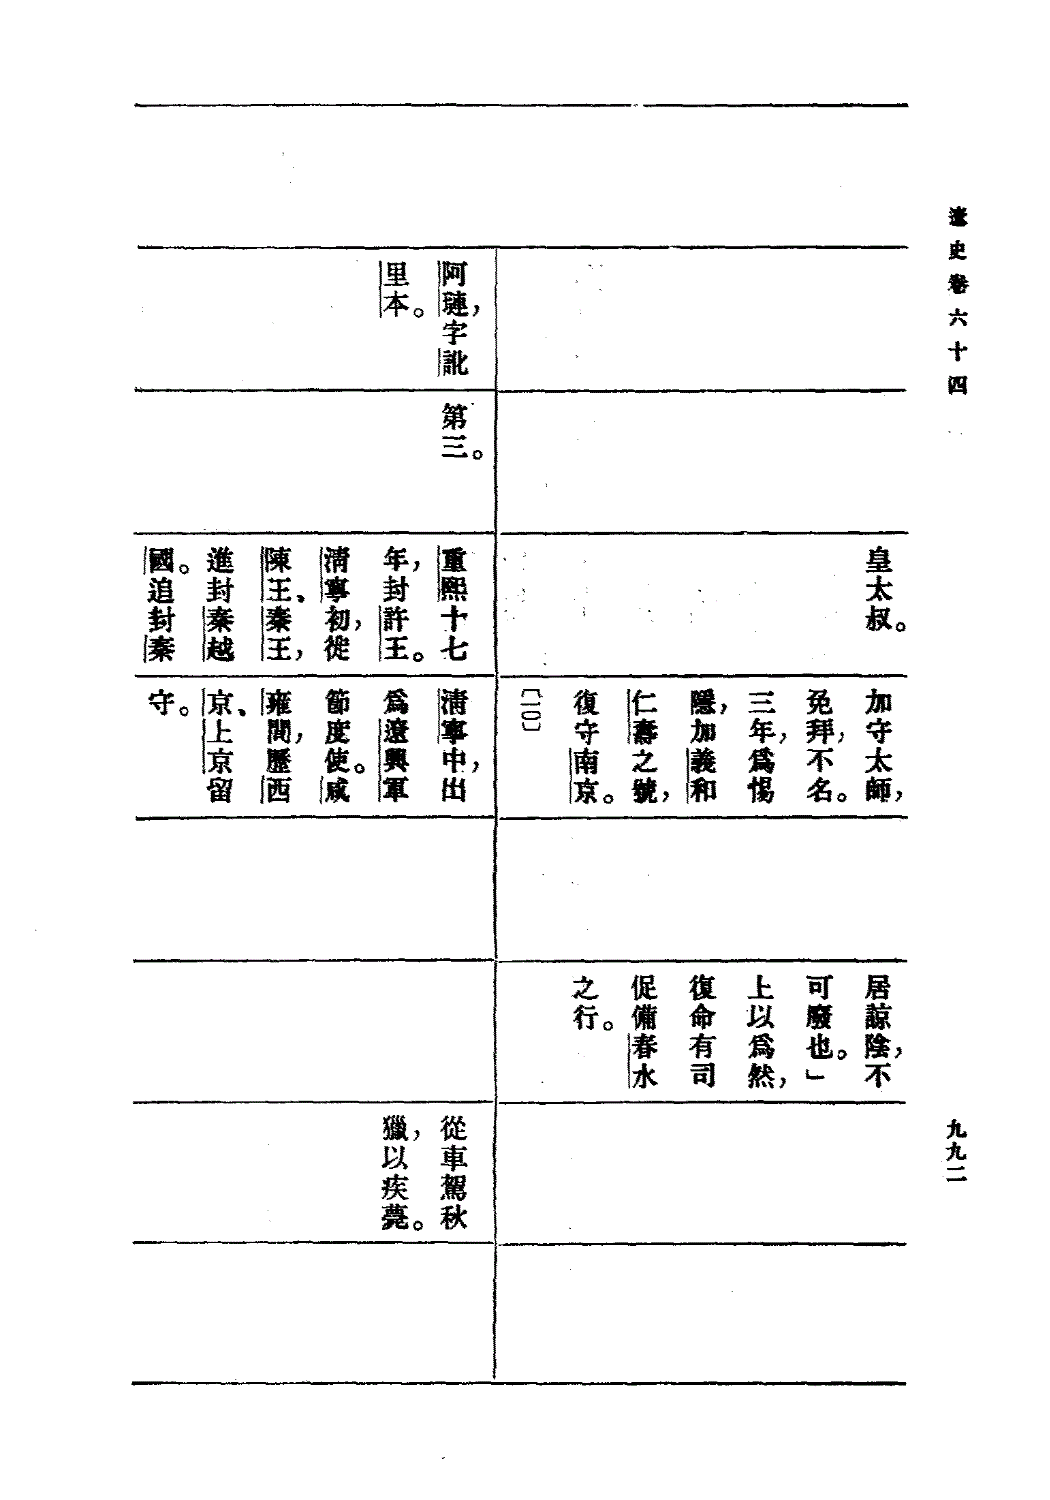 遼史卷六十四
皇太叔。
加守太師，
免拜，不名。
三年，爲惕
隱，加義和
仁壽之號，
復守南京。
〔一〇〕
居諒陰，不
可廢也。」
上以爲然，
復命有司
促備春水
之行。
阿璉，字訛
里本。
第三。
重熙十七
年，封許王。
清寧初，徙
陳王、秦王，
進封秦越
國。追封秦
清寧中，出
爲遼興軍
節度使。咸
雍間，歷西
京、上京留
守。
從車駕秋
獵，以疾薨。
九九二